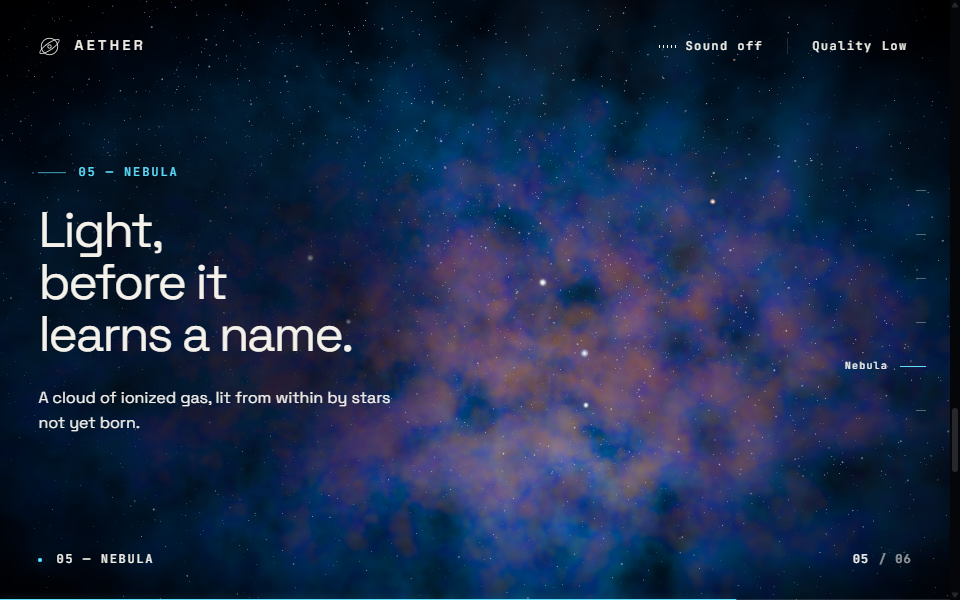 AETHER
Sound off
Quality Low
05 — NEBULA
Light,
before it
learns a name.
A cloud of ionized gas, lit from within by stars
not yet born.
Nebula
05 — NEBULA
05 / 06